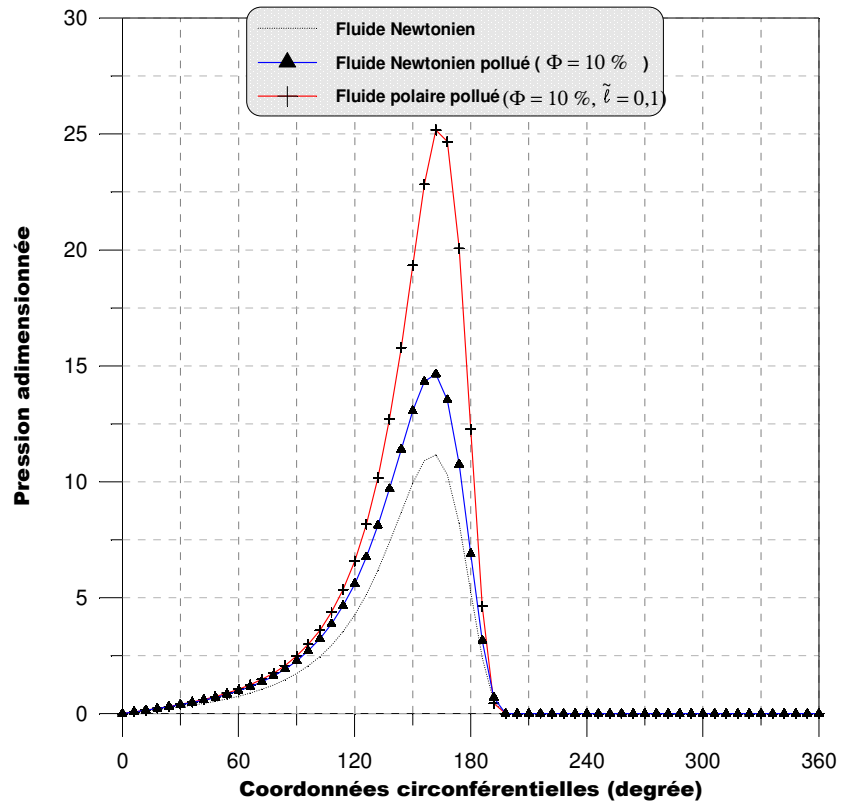 Fluide Newtonien
Fluide Newtonien pollué ( Φ = 10 % )
Fluide polaire pollué (Φ = 10 %, ℓ̃ = 0,1)
30
25
20
15
10
5
0
Pression adimensionnée
0 60 120 180 240 300 360
Coordonnées circonférentielles (degrée)